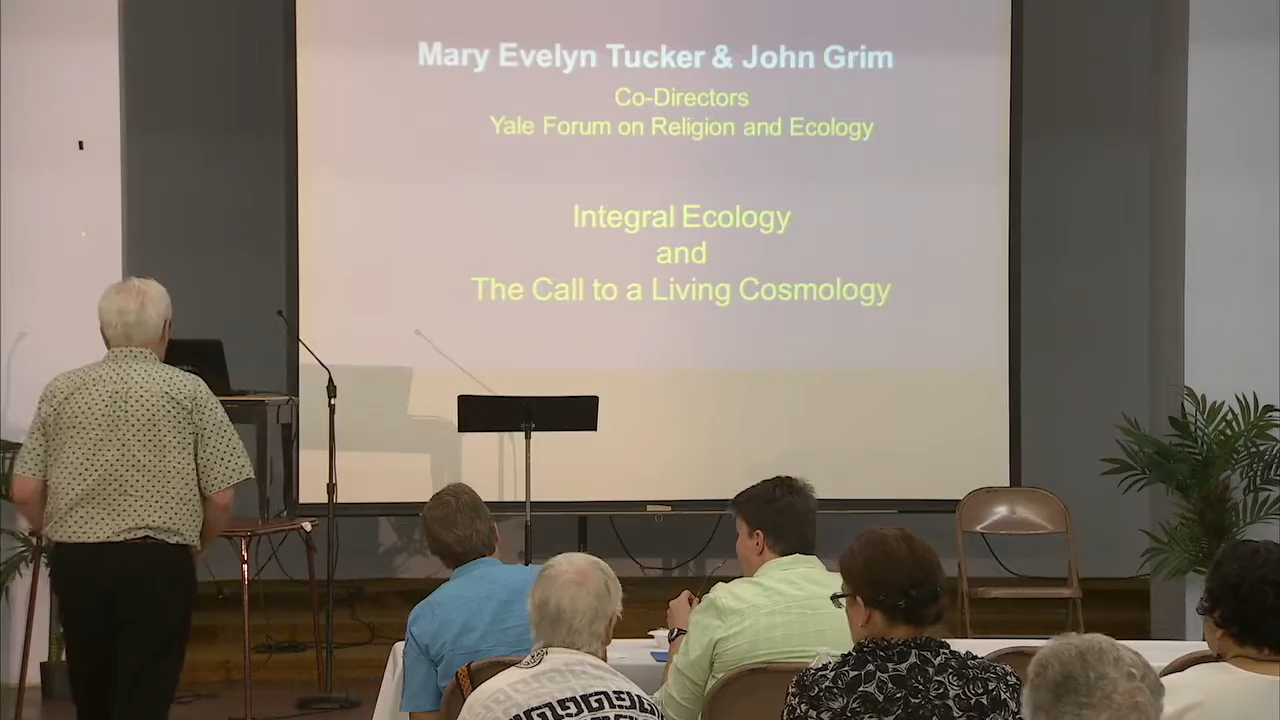 Mary Evelyn Tucker & John Grim
Co-Directors
Yale Forum on Religion and Ecology
Integral Ecology
and
The Call to a Living Cosmology